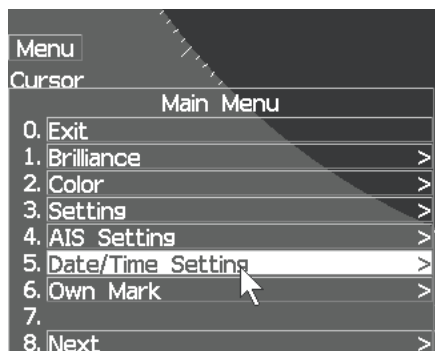 Menu
Cursor
Main Menu
0. Exit
1. Brilliance >
2. Color >
3. Setting >
4. AIS Setting >
5. Date/Time Setting >
6. Own Mark >
7.
8. Next >